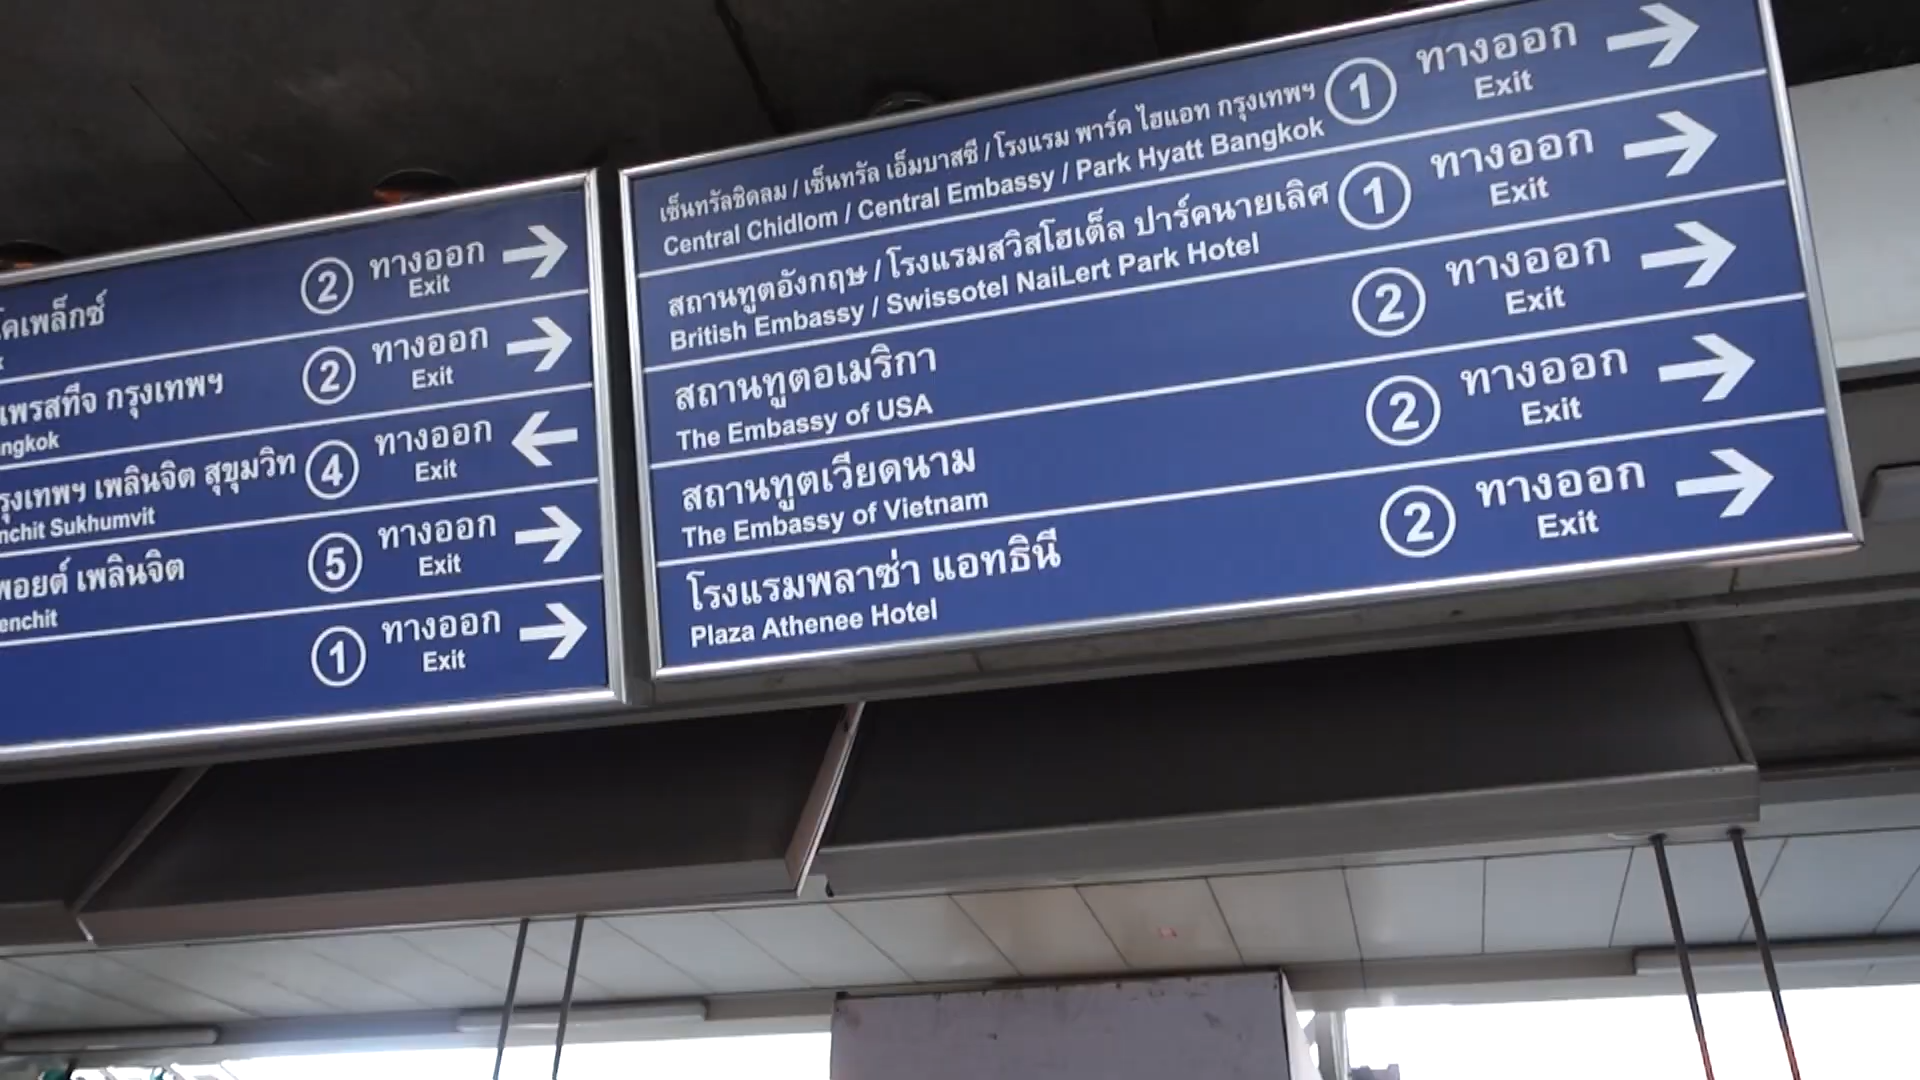 คเพล็กซ์
② ทางออก
Exit
เพรสทีจ กรุงเทพฯ
ngkok
② ทางออก
Exit
รุงเทพฯ เพลินจิต สุขุมวิท
nchit Sukhumvit
④ ทางออก
Exit
พอยต์ เพลินจิต
enchit
⑤ ทางออก
Exit
① ทางออก
Exit
เซ็นทรัลชิดลม / เซ็นทรัล เอ็มบาสซี / โรงแรม พาร์ค ไฮแอท กรุงเทพฯ
Central Chidlom / Central Embassy / Park Hyatt Bangkok
① ทางออก
Exit
สถานทูตอังกฤษ / โรงแรมสวิสโฮเต็ล ปาร์คนายเลิศ
British Embassy / Swissotel NaiLert Park Hotel
① ทางออก
Exit
สถานทูตอเมริกา
The Embassy of USA
② ทางออก
Exit
สถานทูตเวียดนาม
The Embassy of Vietnam
② ทางออก
Exit
โรงแรมพลาซ่า แอทธินี
Plaza Athenee Hotel
② ทางออก
Exit